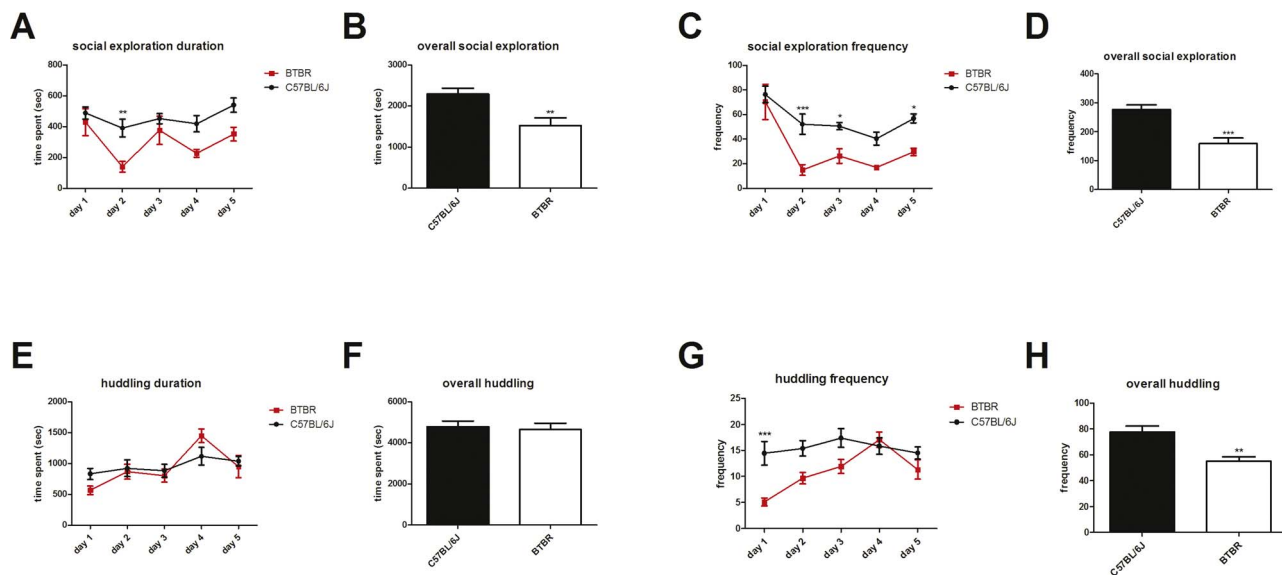 A
social exploration duration
BTBR
C57BL/6J
time spent (sec)
800
600
400
200
0
**
day 1
day 2
day 3
day 4
day 5
B
overall social exploration
time spent (sec)
3000
2000
1000
0
**
C57BL/6J
BTBR
C
social exploration frequency
BTBR
C57BL/6J
frequency
100
80
60
40
20
0
***
*
*
day 1
day 2
day 3
day 4
day 5
D
overall social exploration
frequency
400
300
200
100
0
***
C57BL/6J
BTBR
E
huddling duration
BTBR
C57BL/6J
time spent (sec)
2000
1500
1000
500
0
day 1
day 2
day 3
day 4
day 5
F
overall huddling
time spent (sec)
6000
4000
2000
0
C57BL/6J
BTBR
G
huddling frequency
BTBR
C57BL/6J
frequency
25
20
15
10
5
0
***
day 1
day 2
day 3
day 4
day 5
H
overall huddling
frequency
100
80
60
40
20
0
**
C57BL/6J
BTBR